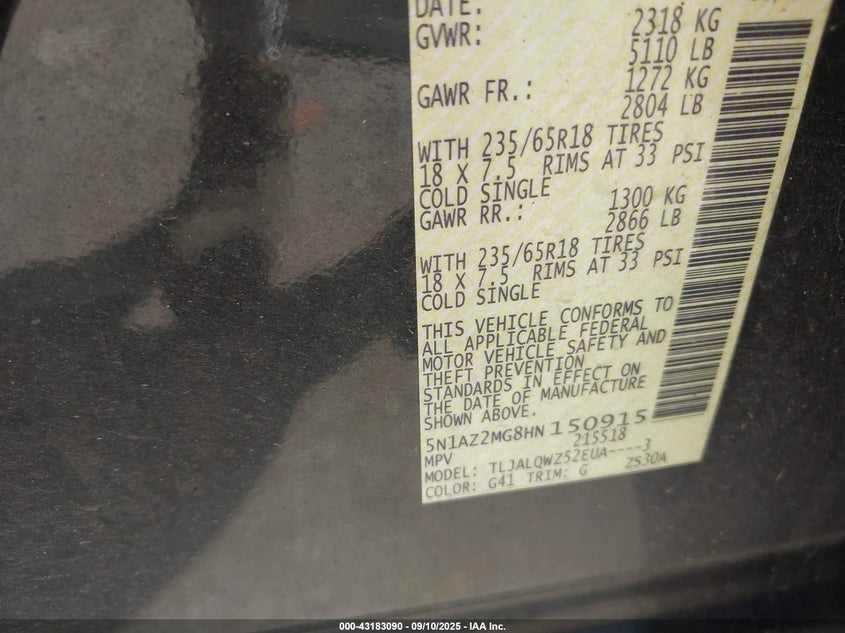 DATE:
GVWR: 2318 KG
5110 LB
GAWR FR.: 1272 KG
2804 LB
WITH 235/65R18 TIRES
18 X 7.5 RIMS AT 33 PSI
COLD SINGLE
GAWR RR.: 1300 KG
2866 LB
WITH 235/65R18 TIRES
18 X 7.5 RIMS AT 33 PSI
COLD SINGLE
THIS VEHICLE CONFORMS TO
ALL APPLICABLE FEDERAL
MOTOR VEHICLE SAFETY AND
THEFT PREVENTION
STANDARDS IN EFFECT ON
THE DATE OF MANUFACTURE
SHOWN ABOVE.
5N1AZ2MG8HN150915
MPV 215518
MODEL: TLJALQWZ52EUA----3
COLOR: G41 TRIM: G ZS30A
000-43183090 - 09/10/2025 - IAA Inc.